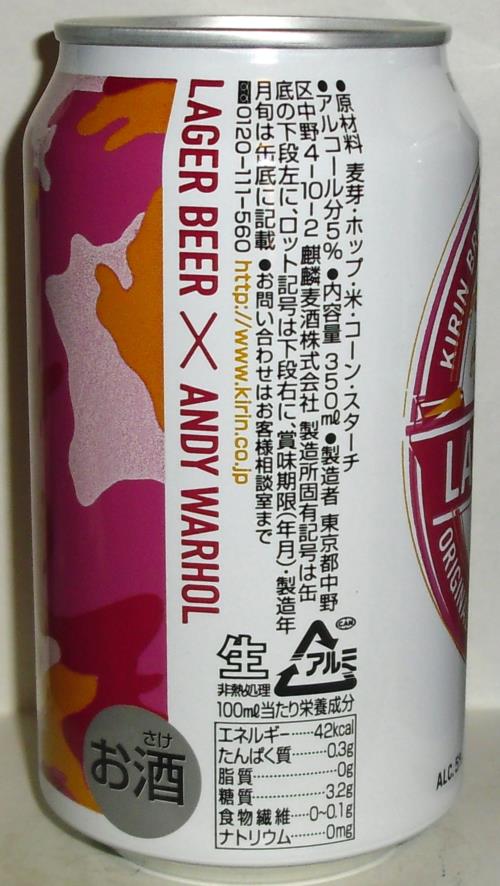 LAGER BEER × ANDY WARHOL
●原材料 麦芽・ホップ・米・コーン・スターチ
●アルコール分5% ●内容量 350㎖ ●製造者 東京都中野
区中野4-10-2 麒麟麦酒株式会社 製造所固有記号は缶
底の下段左に、ロット記号は下段右に、賞味期限(年月)・製造年
月旬は缶底に記載 ●お問い合わせはお客様相談室まで
0120-111-560 http://www.kirin.co.jp
生
非熱処理
アルミ
CAN
100㎖当たり栄養成分
エネルギー……42kcal
たんぱく質……0.3g
脂質……0g
糖質……3.2g
食物繊維……0~0.1g
ナトリウム……0mg
さけ
お酒
KIRIN BR
LA
ORIGINA
ALC. 5%